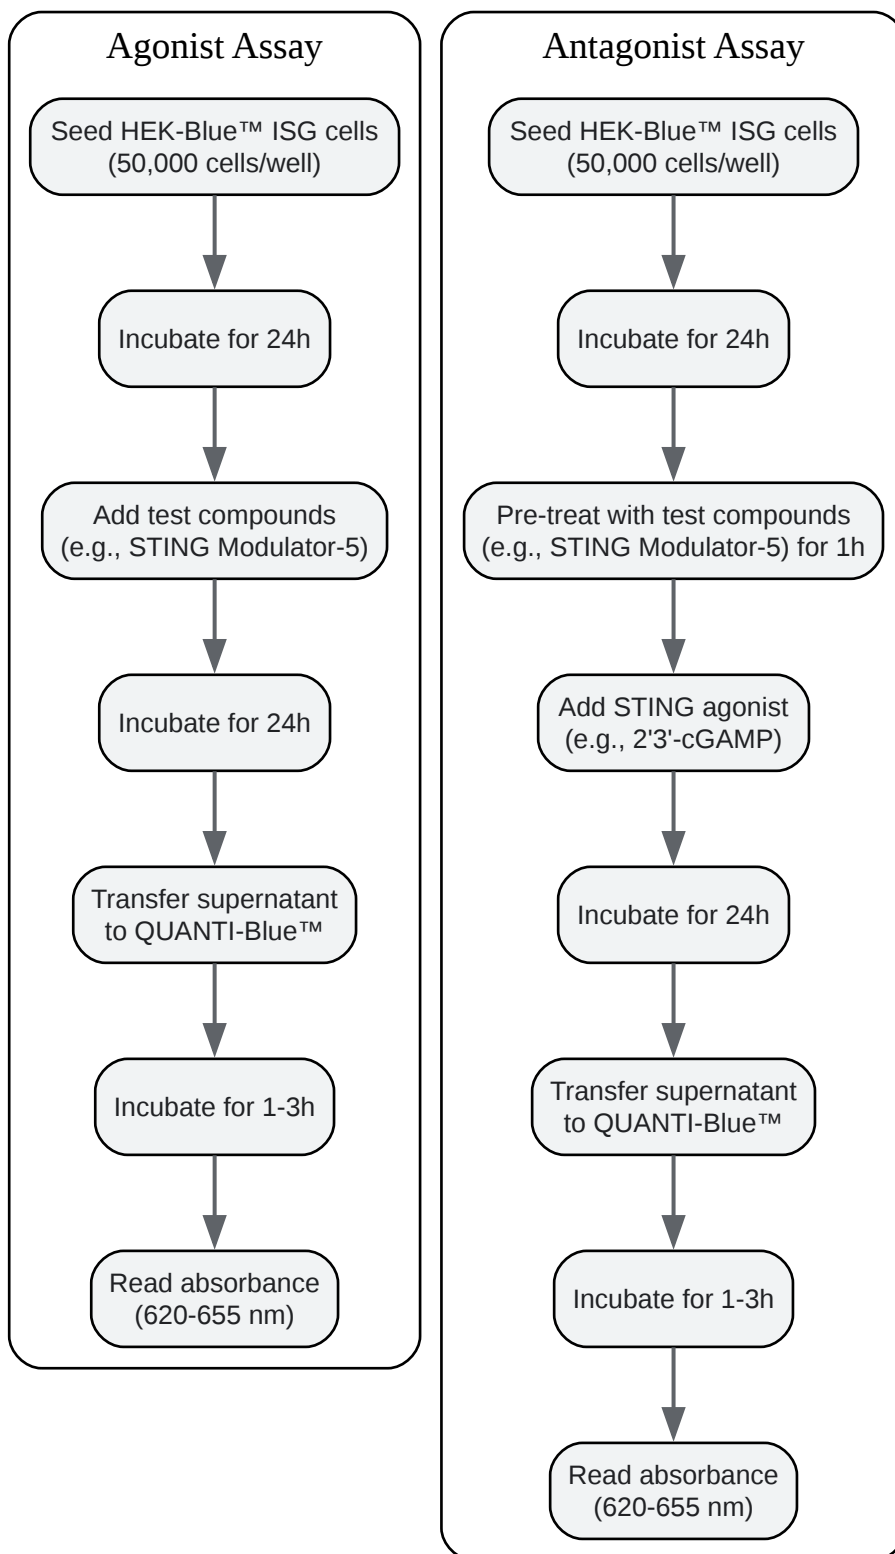 Agonist Assay
Seed HEK-Blue™ ISG cells
(50,000 cells/well)
Incubate for 24h
Add test compounds
(e.g., STING Modulator-5)
Incubate for 24h
Transfer supernatant
to QUANTI-Blue™
Incubate for 1-3h
Read absorbance
(620-655 nm)
Antagonist Assay
Seed HEK-Blue™ ISG cells
(50,000 cells/well)
Incubate for 24h
Pre-treat with test compounds
(e.g., STING Modulator-5) for 1h
Add STING agonist
(e.g., 2'3'-cGAMP)
Incubate for 24h
Transfer supernatant
to QUANTI-Blue™
Incubate for 1-3h
Read absorbance
(620-655 nm)